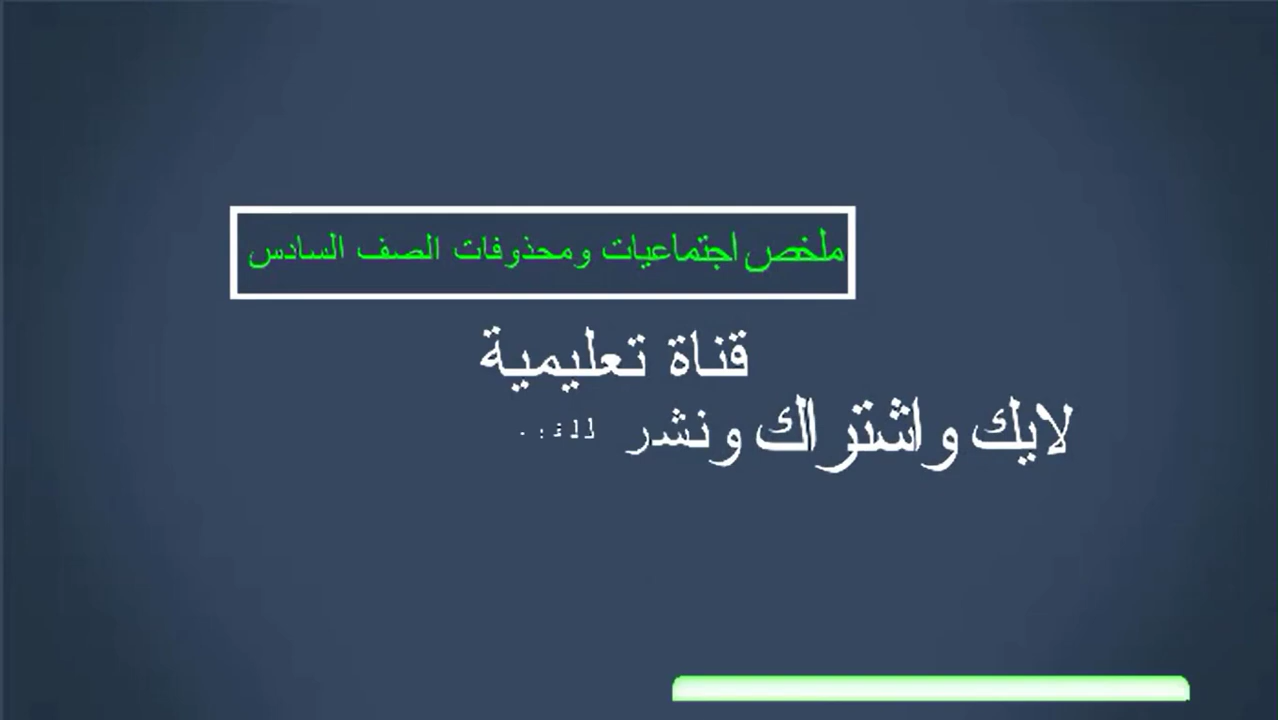 ملخص اجتماعيات ومحذوفات الصف السادس
قناة تعليمية
لايك واشتراك ونشر